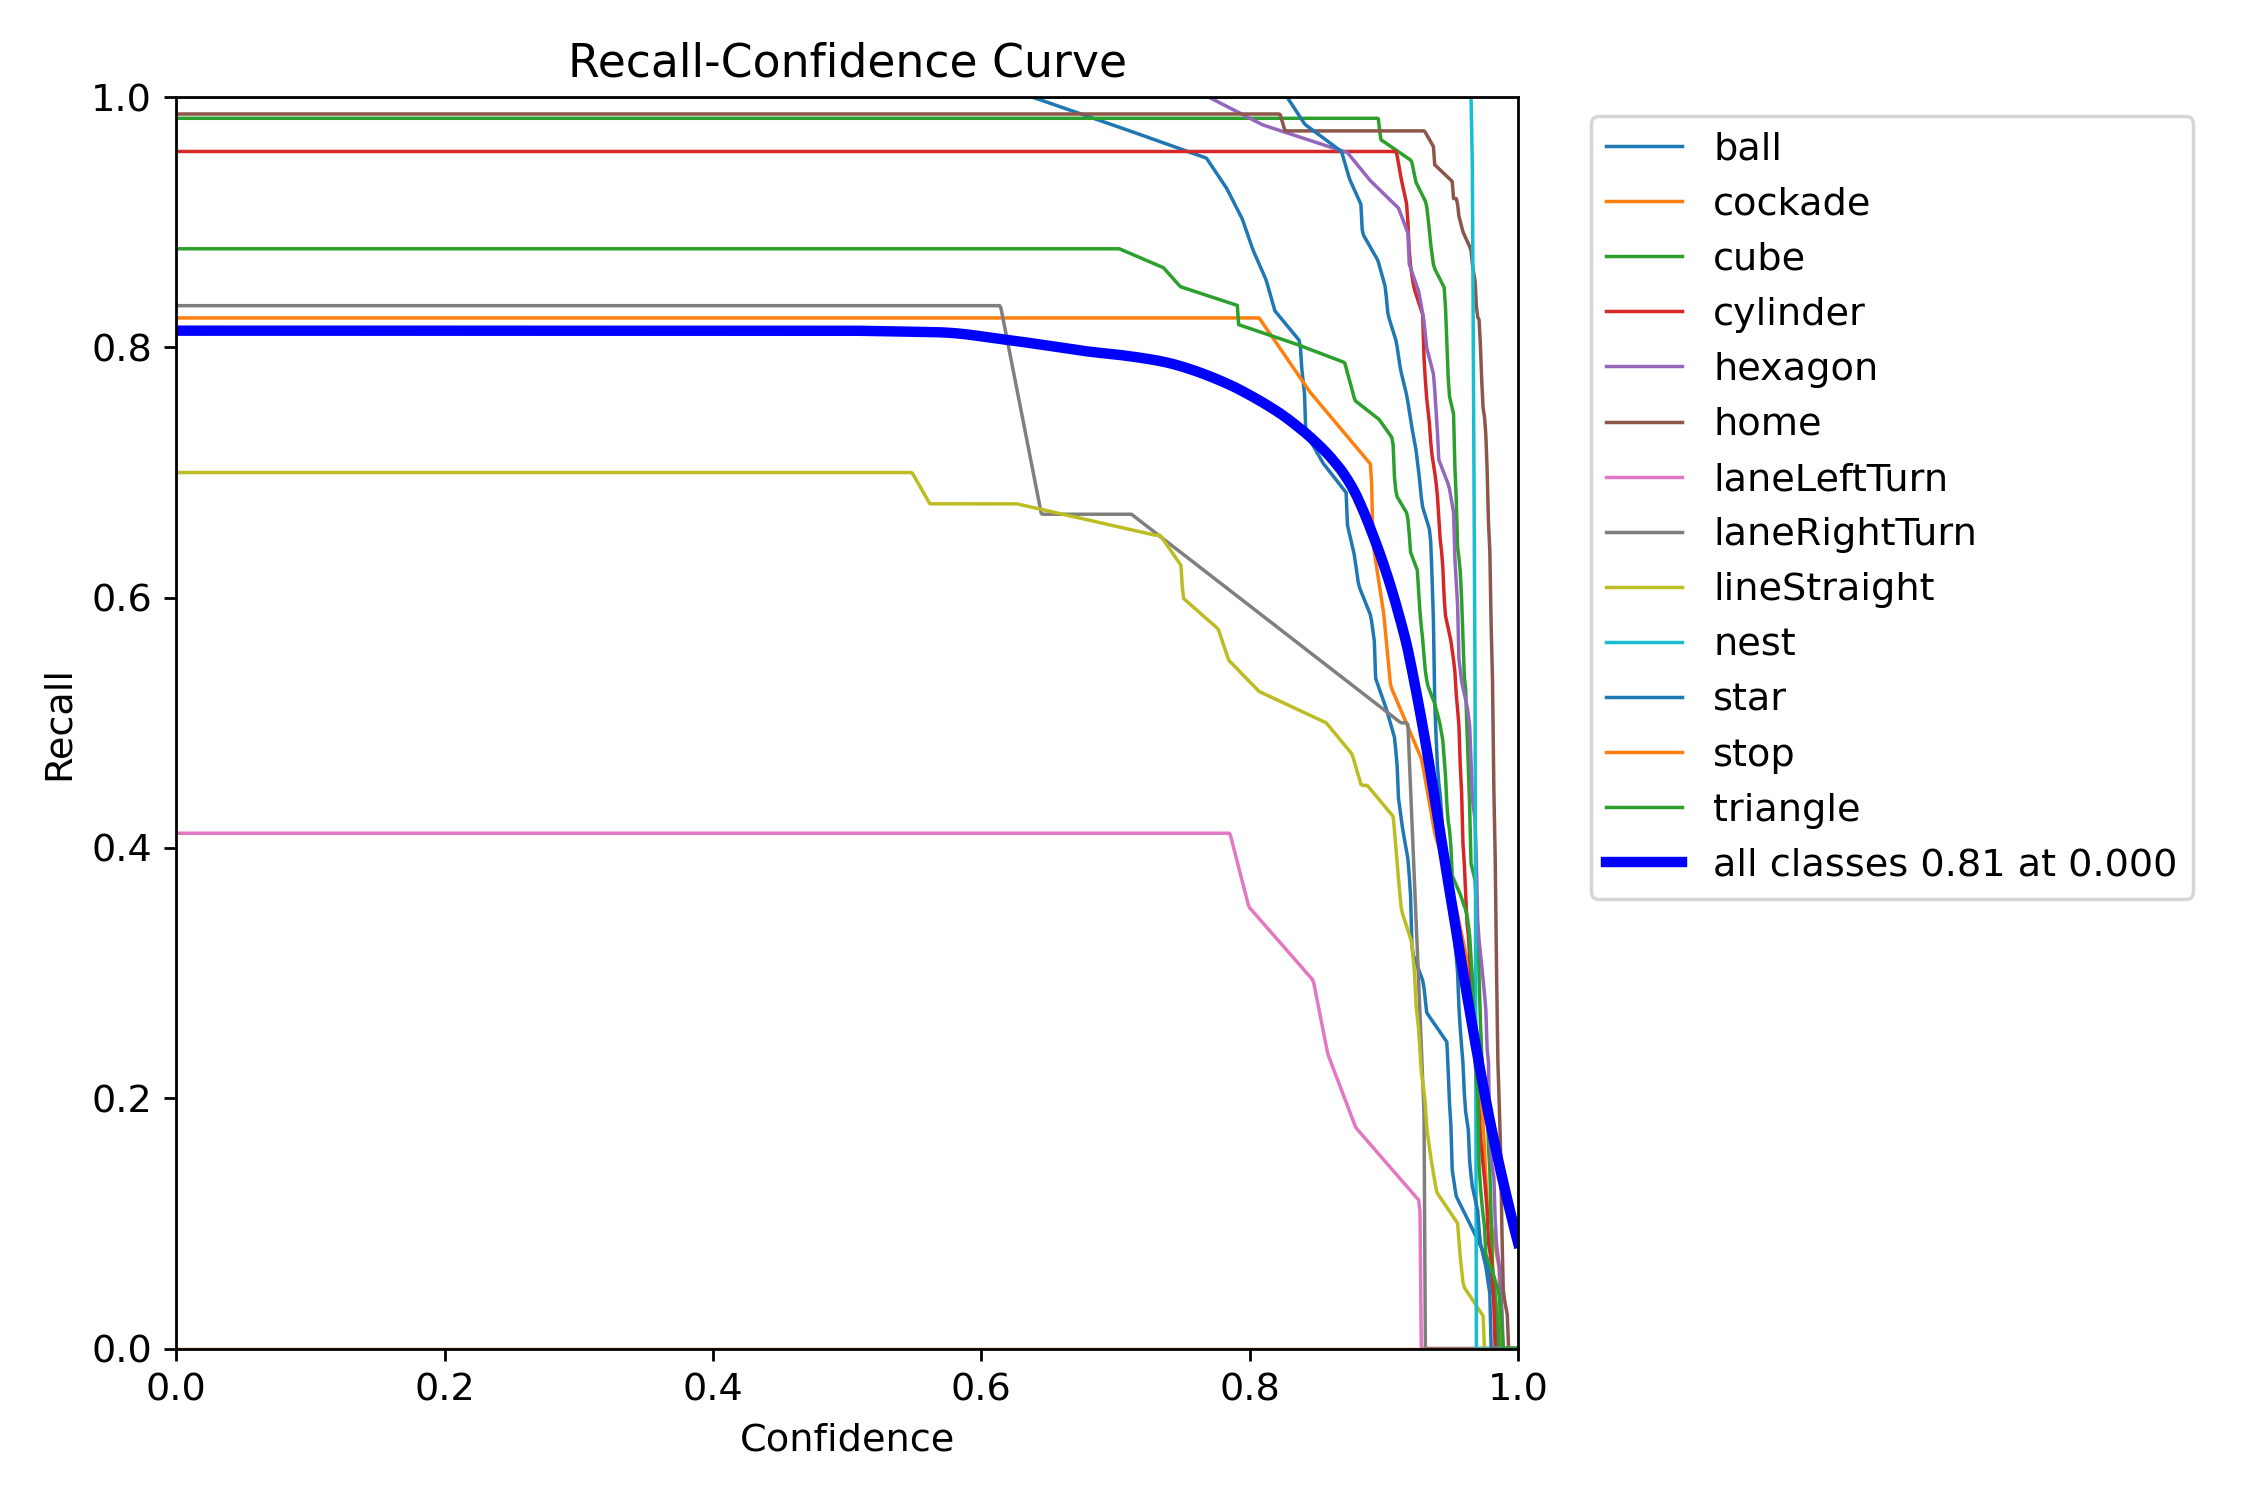 Recall-Confidence Curve
1.0
0.8
0.6
0.4
0.2
0.0
Recall
0.0 0.2 0.4 0.6 0.8 1.0
Confidence
ball
cockade
cube
cylinder
hexagon
home
laneLeftTurn
laneRightTurn
lineStraight
nest
star
stop
triangle
all classes 0.81 at 0.000